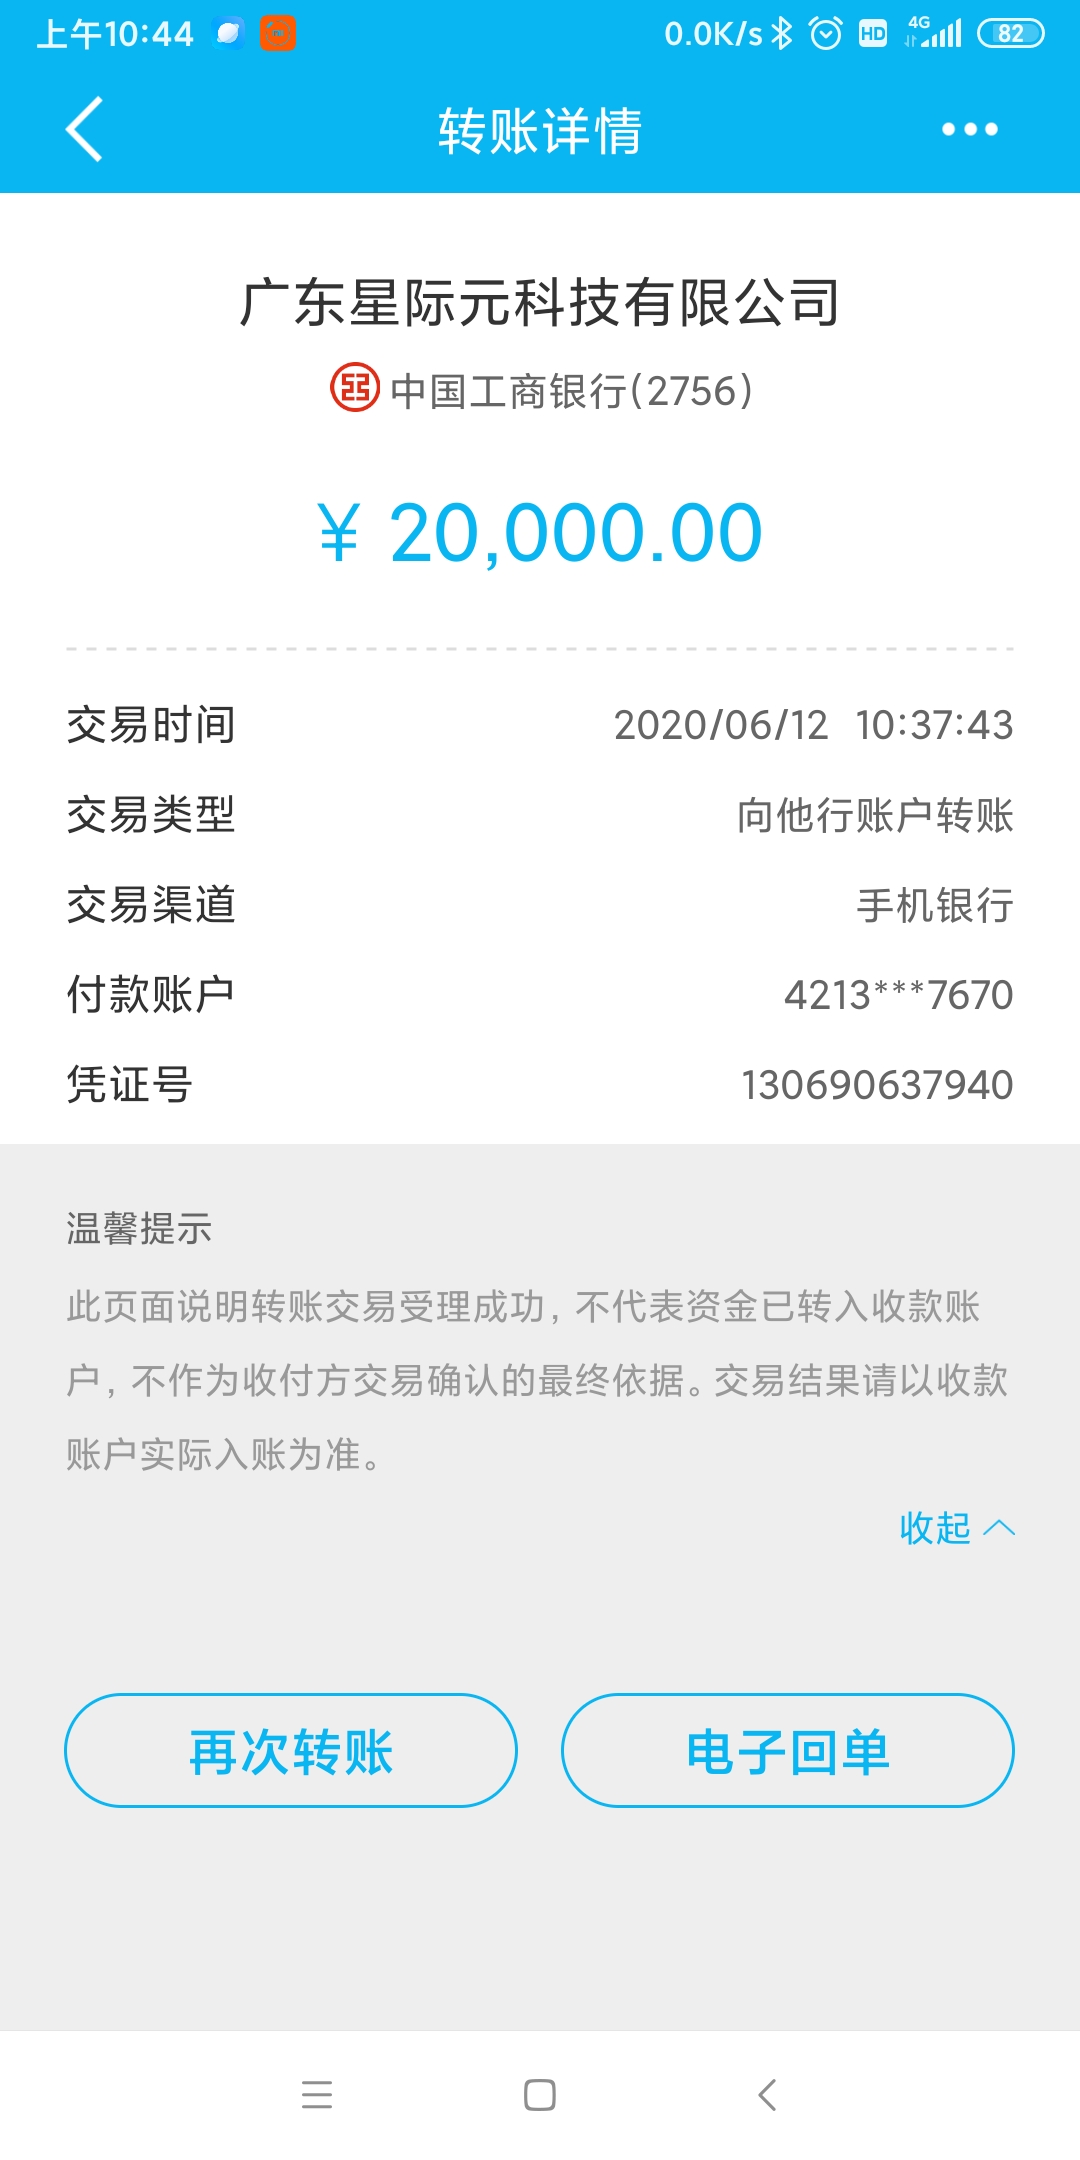 上午10:44 0.0K/s HD 4G 82
转账详情
广东星际元科技有限公司
中国工商银行(2756)
¥ 20,000.00
交易时间 2020/06/12 10:37:43
交易类型 向他行账户转账
交易渠道 手机银行
付款账户 4213***7670
凭证号 130690637940
温馨提示
此页面说明转账交易受理成功，不代表资金已转入收款账
户，不作为收付方交易确认的最终依据。交易结果请以收款
账户实际入账为准。
收起
再次转账 电子回单